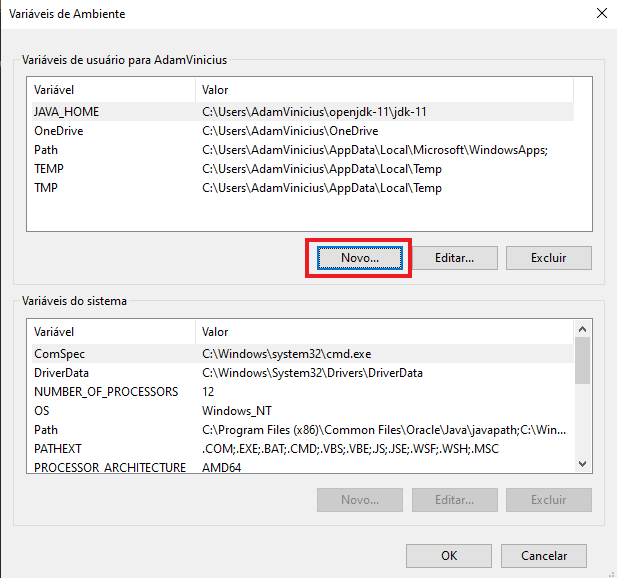 Variáveis de Ambiente
Variáveis de usuário para AdamVinicius
Variável Valor
JAVA_HOME C:\Users\AdamVinicius\openjdk-11\jdk-11
OneDrive C:\Users\AdamVinicius\OneDrive
Path C:\Users\AdamVinicius\AppData\Local\Microsoft\WindowsApps;
TEMP C:\Users\AdamVinicius\AppData\Local\Temp
TMP C:\Users\AdamVinicius\AppData\Local\Temp
Novo... Editar... Excluir
Variáveis do sistema
Variável Valor
ComSpec C:\Windows\system32\cmd.exe
DriverData C:\Windows\System32\Drivers\DriverData
NUMBER_OF_PROCESSORS 12
OS Windows_NT
Path C:\Program Files (x86)\Common Files\Oracle\Java\javapath;C:\Win...
PATHEXT .COM;.EXE;.BAT;.CMD;.VBS;.VBE;.JS;.JSE;.WSF;.WSH;.MSC
PROCESSOR_ARCHITECTURE AMD64
Novo... Editar... Excluir
OK Cancelar